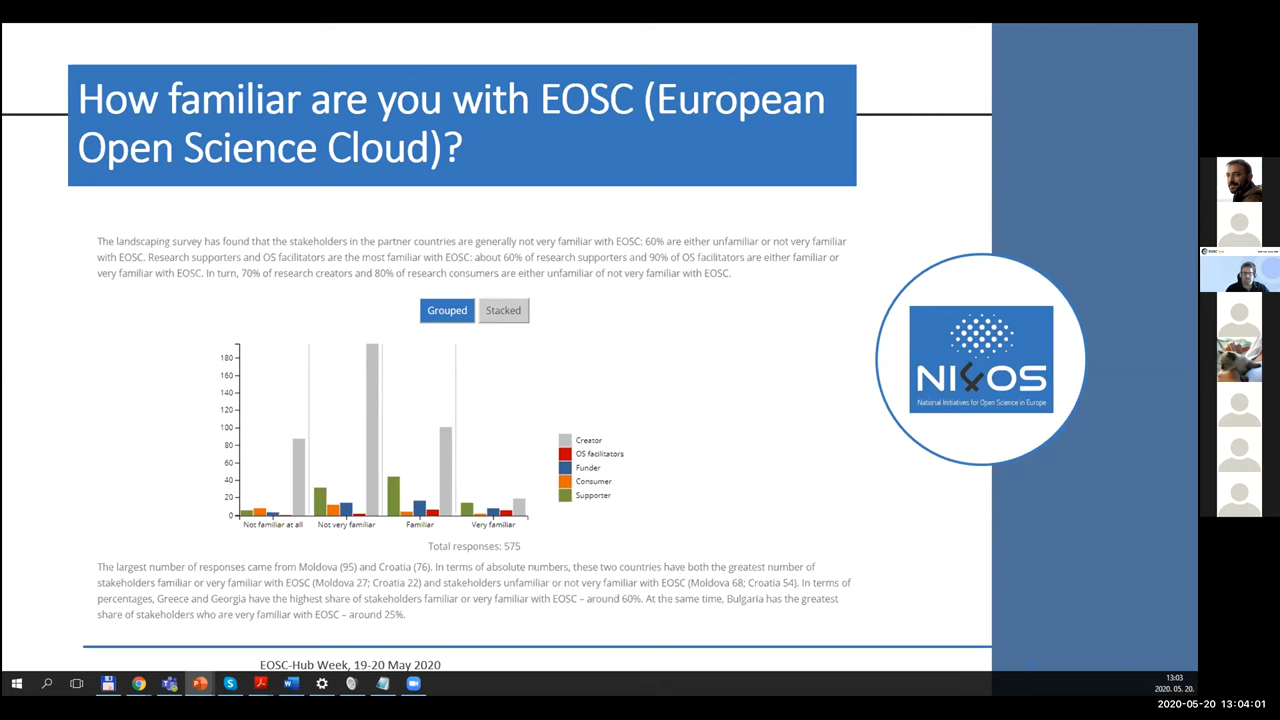 How familiar are you with EOSC (European
Open Science Cloud)?
The landscaping survey has found that the stakeholders in the partner countries are generally not very familiar with EOSC: 60% are either unfamiliar or not very familiar
with EOSC. Research supporters and OS facilitators are the most familiar with EOSC: about 60% of research supporters and 90% of OS facilitators are either familiar or
very familiar with EOSC. In turn, 70% of research creators and 80% of research consumers are either unfamiliar of not very familiar with EOSC.
Grouped
Stacked
180
160
140
120
100
80
60
40
20
0
Not familiar at all
Not very familiar
Familiar
Very familiar
Creator
OS facilitators
Funder
Consumer
Supporter
Total responses: 575
The largest number of responses came from Moldova (95) and Croatia (76). In terms of absolute numbers, these two countries have both the greatest number of
stakeholders familiar or very familiar with EOSC (Moldova 27; Croatia 22) and stakeholders unfamiliar or not very familiar with EOSC (Moldova 68; Croatia 54). In terms of
percentages, Greece and Georgia have the highest share of stakeholders familiar or very familiar with EOSC – around 60%. At the same time, Bulgaria has the greatest
share of stakeholders who are very familiar with EOSC – around 25%.
NI4OS
National Initiatives for Open Science in Europe
EOSC-Hub Week, 19-20 May 2020
13:03
2020. 05. 20.
2020-05-20 13:04:01